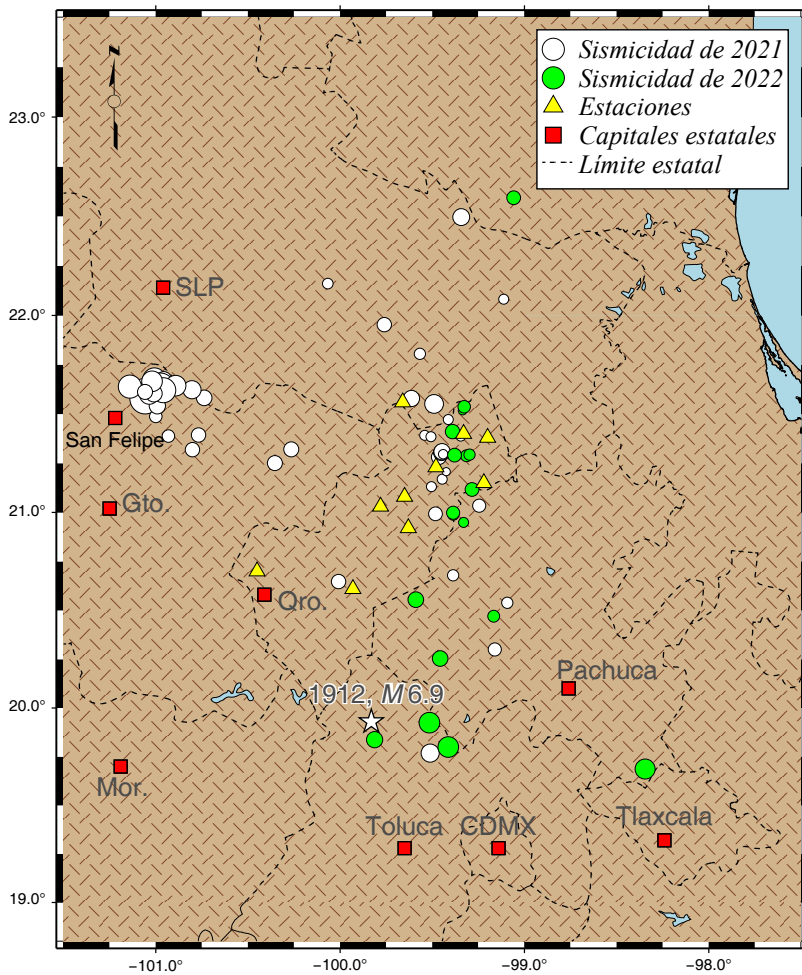 Sismicidad de 2021
Sismicidad de 2022
Estaciones
Capitales estatales
Límite estatal
23.0°
SLP
22.0°
San Felipe
Gto.
21.0°
Qro.
Pachuca
1912, M 6.9
20.0°
Mor.
Toluca
CDMX
Tlaxcala
19.0°
−101.0°
−100.0°
−99.0°
−98.0°